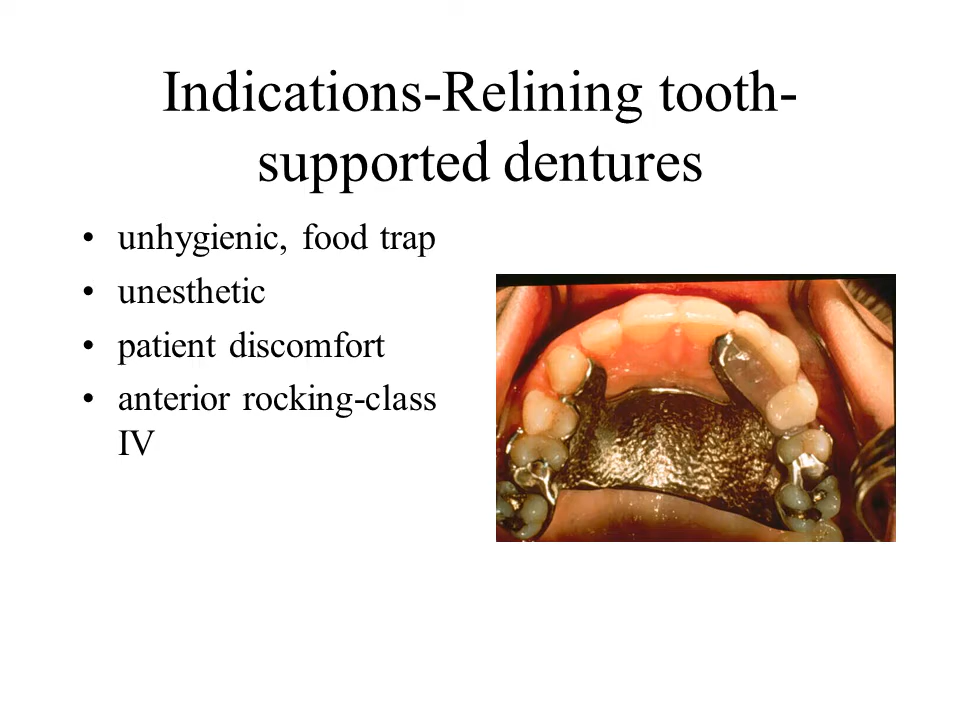 Indications-Relining tooth-
supported dentures
• unhygienic, food trap
• unesthetic
• patient discomfort
• anterior rocking-class
IV